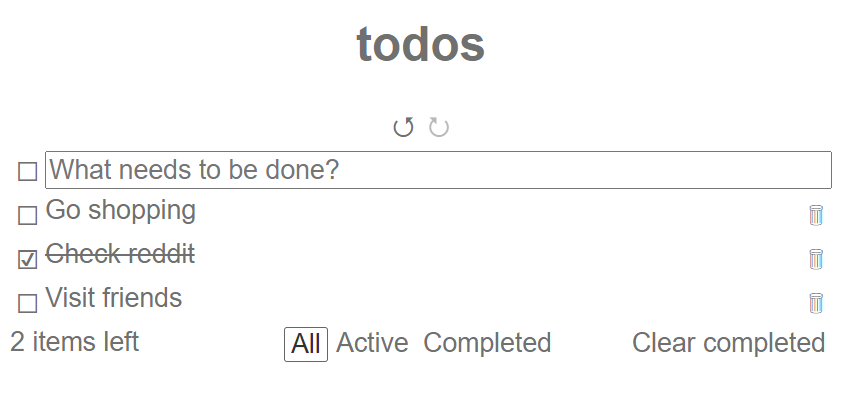 todos
What needs to be done?
Go shopping
Check reddit
Visit friends
2 items left All Active Completed Clear completed